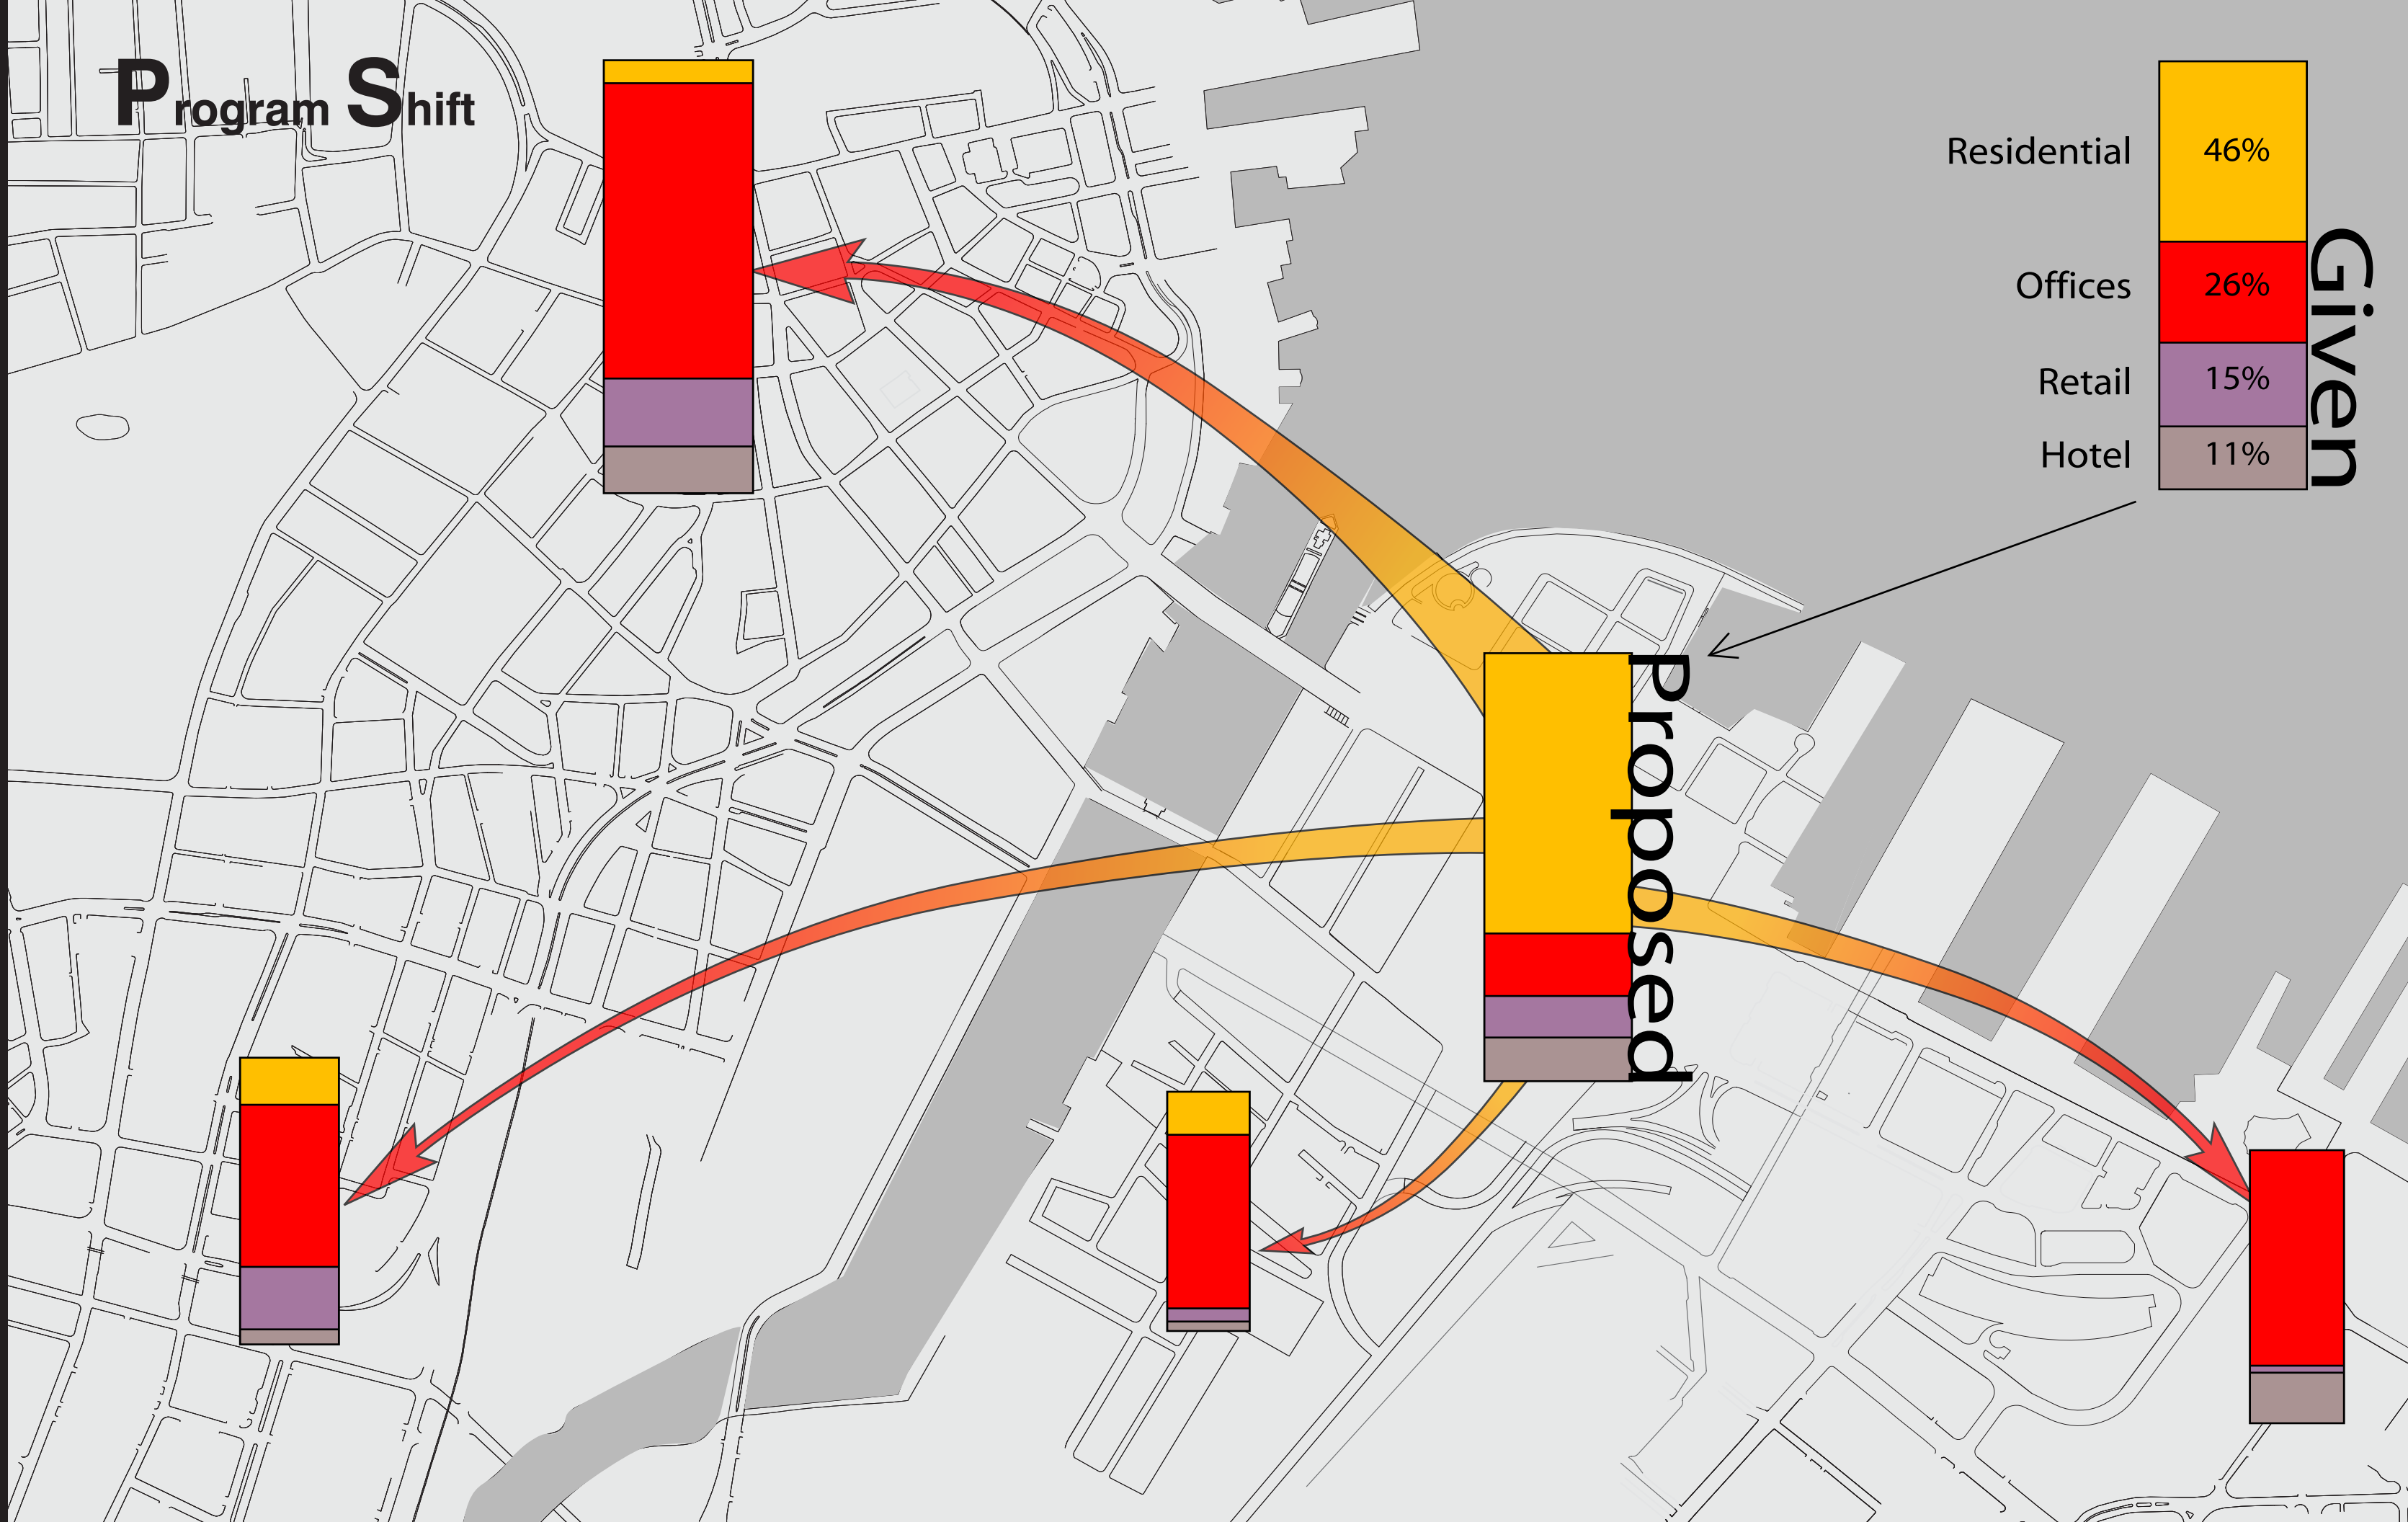 Program Shift
Residential 46%
Offices 26%
Retail 15%
Hotel 11%
Given
Proposed